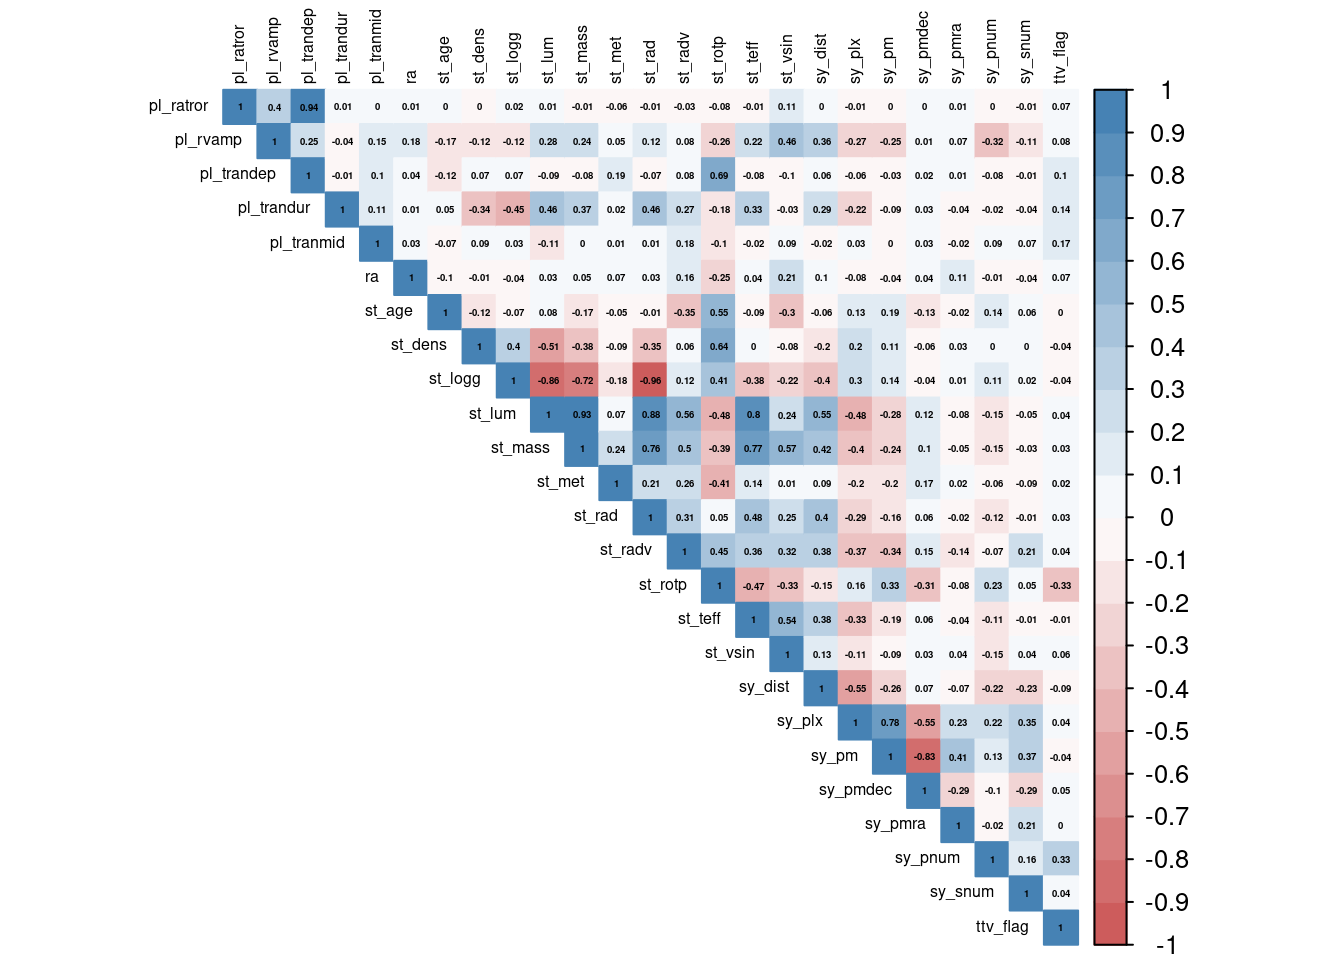 pl_ratror pl_rvamp pl_trandep pl_trandur pl_tranmid ra st_age st_dens st_logg st_lum st_mass st_met st_rad st_radv st_rotp st_teff st_vsin sy_dist sy_plx sy_pm sy_pmdec sy_pmra sy_pnum sy_snum ttv_flag
pl_ratror 1 0.4 0.94 0.01 0 0.01 0 0 0.02 0.01 -0.01 -0.06 -0.01 -0.03 -0.08 -0.01 0.11 0 -0.01 0 0 0.01 0 -0.01 0.07
pl_rvamp 1 0.25 -0.04 0.15 0.18 -0.17 -0.12 -0.12 0.28 0.24 0.05 0.12 0.08 -0.26 0.22 0.46 0.36 -0.27 -0.25 0.01 0.07 -0.32 -0.11 0.08
pl_trandep 1 -0.01 0.1 0.04 -0.12 0.07 0.07 -0.09 -0.08 0.19 -0.07 0.08 0.69 -0.08 -0.1 0.06 -0.06 -0.03 0.02 0.01 -0.08 -0.01 0.1
pl_trandur 1 0.11 0.01 0.05 -0.34 -0.45 0.46 0.37 0.02 0.46 0.27 -0.18 0.33 -0.03 0.29 -0.22 -0.09 0.03 -0.04 -0.02 -0.04 0.14
pl_tranmid 1 0.03 -0.07 0.09 0.03 -0.11 0 0.01 0.01 0.18 -0.1 -0.02 0.09 -0.02 0.03 0 0.03 -0.02 0.09 0.07 0.17
ra 1 -0.1 -0.01 -0.04 0.03 0.05 0.07 0.03 0.16 -0.25 0.04 0.21 0.1 -0.08 -0.04 0.04 0.11 -0.01 -0.04 0.07
st_age 1 -0.12 -0.07 0.08 -0.17 -0.05 -0.01 -0.35 0.55 -0.09 -0.3 -0.06 0.13 0.19 -0.13 -0.02 0.14 0.06 0
st_dens 1 0.4 -0.51 -0.38 -0.09 -0.35 0.06 0.64 0 -0.08 -0.2 0.2 0.11 -0.06 0.03 0 0 -0.04
st_logg 1 -0.86 -0.72 -0.18 -0.96 0.12 0.41 -0.38 -0.22 -0.4 0.3 0.14 -0.04 0.01 0.11 0.02 -0.04
st_lum 1 0.93 0.07 0.88 0.56 -0.48 0.8 0.24 0.55 -0.48 -0.28 0.12 -0.08 -0.15 -0.05 0.04
st_mass 1 0.24 0.76 0.5 -0.39 0.77 0.57 0.42 -0.4 -0.24 0.1 -0.05 -0.15 -0.03 0.03
st_met 1 0.21 0.26 -0.41 0.14 0.01 0.09 -0.2 -0.2 0.17 0.02 -0.06 -0.09 0.02
st_rad 1 0.31 0.05 0.48 0.25 0.4 -0.29 -0.16 0.06 -0.02 -0.12 -0.01 0.03
st_radv 1 0.45 0.36 0.32 0.38 -0.37 -0.34 0.15 -0.14 -0.07 0.21 0.04
st_rotp 1 -0.47 -0.33 -0.15 0.16 0.33 -0.31 -0.08 0.23 0.05 -0.33
st_teff 1 0.54 0.38 -0.33 -0.19 0.06 -0.04 -0.11 -0.01 -0.01
st_vsin 1 0.13 -0.11 -0.09 0.03 0.04 -0.15 0.04 0.06
sy_dist 1 -0.55 -0.26 0.07 -0.07 -0.22 -0.23 -0.09
sy_plx 1 0.78 -0.55 0.23 0.22 0.35 0.04
sy_pm 1 -0.83 0.41 0.13 0.37 -0.04
sy_pmdec 1 -0.29 -0.1 -0.29 0.05
sy_pmra 1 -0.02 0.21 0
sy_pnum 1 0.16 0.33
sy_snum 1 0.04
ttv_flag 1
1
0.9
0.8
0.7
0.6
0.5
0.4
0.3
0.2
0.1
0
-0.1
-0.2
-0.3
-0.4
-0.5
-0.6
-0.7
-0.8
-0.9
-1